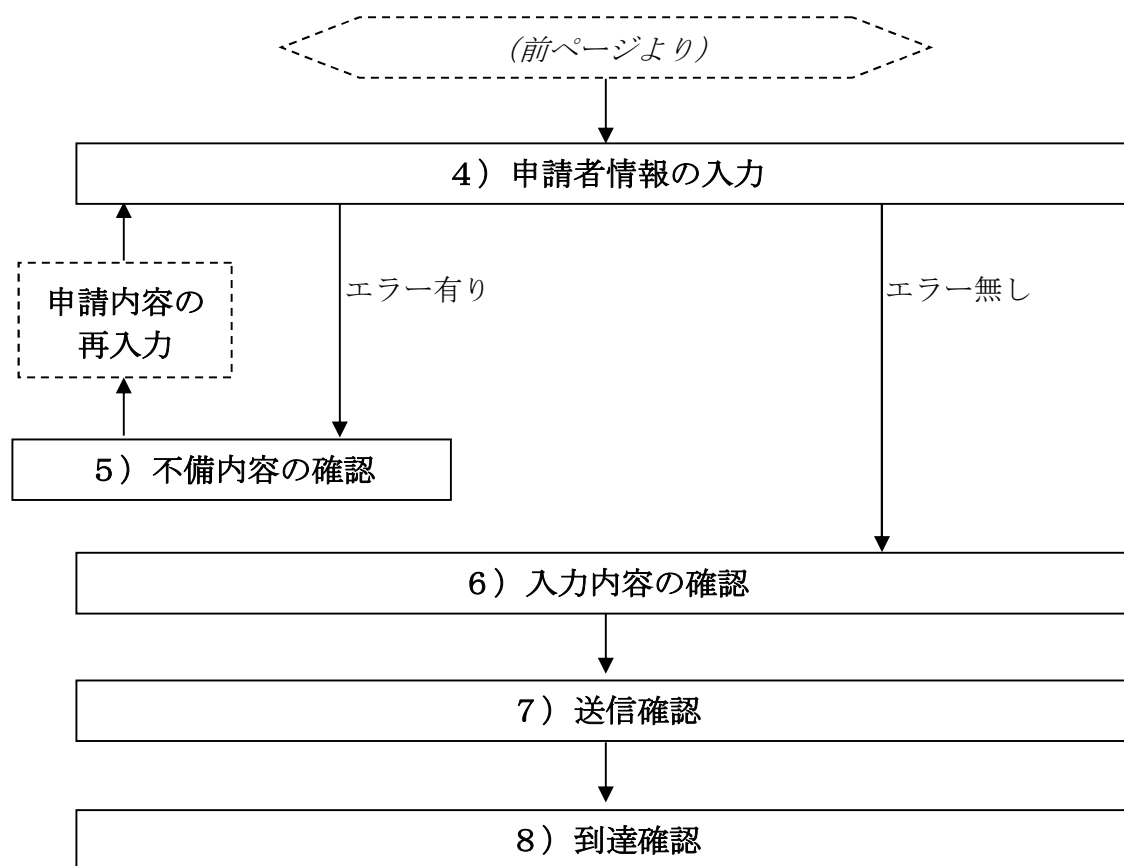 （前ページより）
４）申請者情報の入力
エラー有り
エラー無し
申請内容の
再入力
５）不備内容の確認
６）入力内容の確認
７）送信確認
８）到達確認